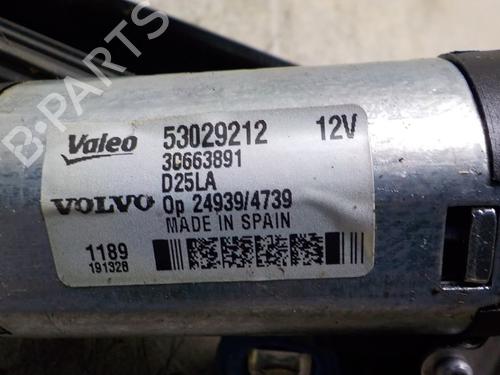 B-PARTS
Valeo 53029212 12V
30663891
D25LA
VOLVO Op 24939/4739
MADE IN SPAIN
1189
191328